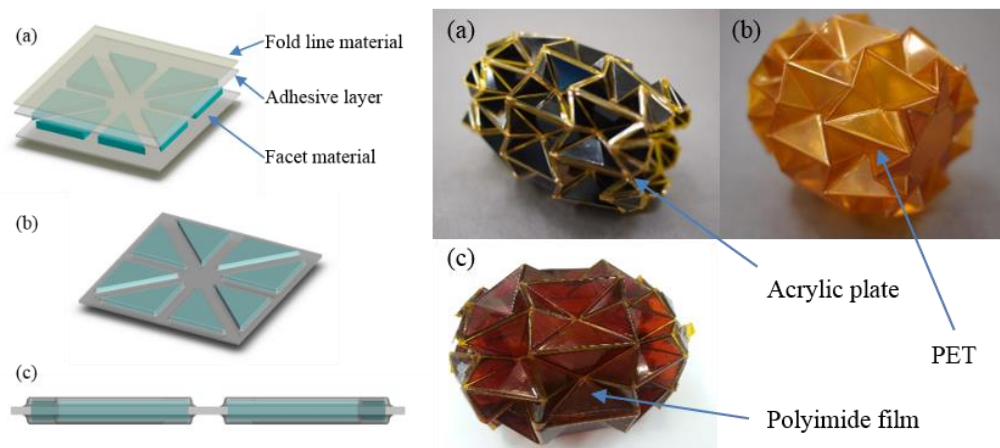 (a)
Fold line material
Adhesive layer
Facet material
(b)
(c)
(a)
(b)
(c)
Acrylic plate
PET
Polyimide film